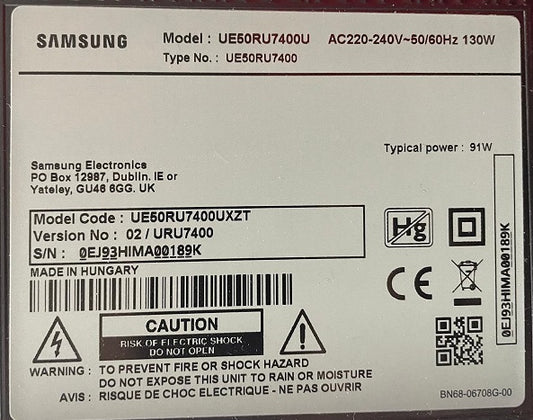 SAMSUNG
Model : UE50RU7400U AC220-240V~50/60Hz 130W
Type No. : UE50RU7400
Typical power : 91W
Samsung Electronics
PO Box 12987, Dublin. IE or
Yateley, GU46 6GG. UK
Model Code : UE50RU7400UXZT
Version No : 02 / URU7400
S/N : 0EJ93HIMA00189K
MADE IN HUNGARY
Hg
CE
0EJ93HIMA00189K
CAUTION
RISK OF ELECTRIC SHOCK
DO NOT OPEN
WARNING : TO PREVENT FIRE OR SHOCK HAZARD
DO NOT EXPOSE THIS UNIT TO RAIN OR MOISTURE
AVIS : RISQUE DE CHOC ELECTRIQUE - NE PAS OUVRIR
BN68-06708G-00